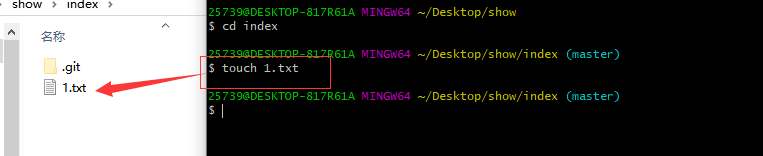 show > index >
名称
.git
1.txt
25739@DESKTOP-817R61A MINGW64 ~/Desktop/show
$ cd index
25739@DESKTOP-817R61A MINGW64 ~/Desktop/show/index (master)
$ touch 1.txt
25739@DESKTOP-817R61A MINGW64 ~/Desktop/show/index (master)
$